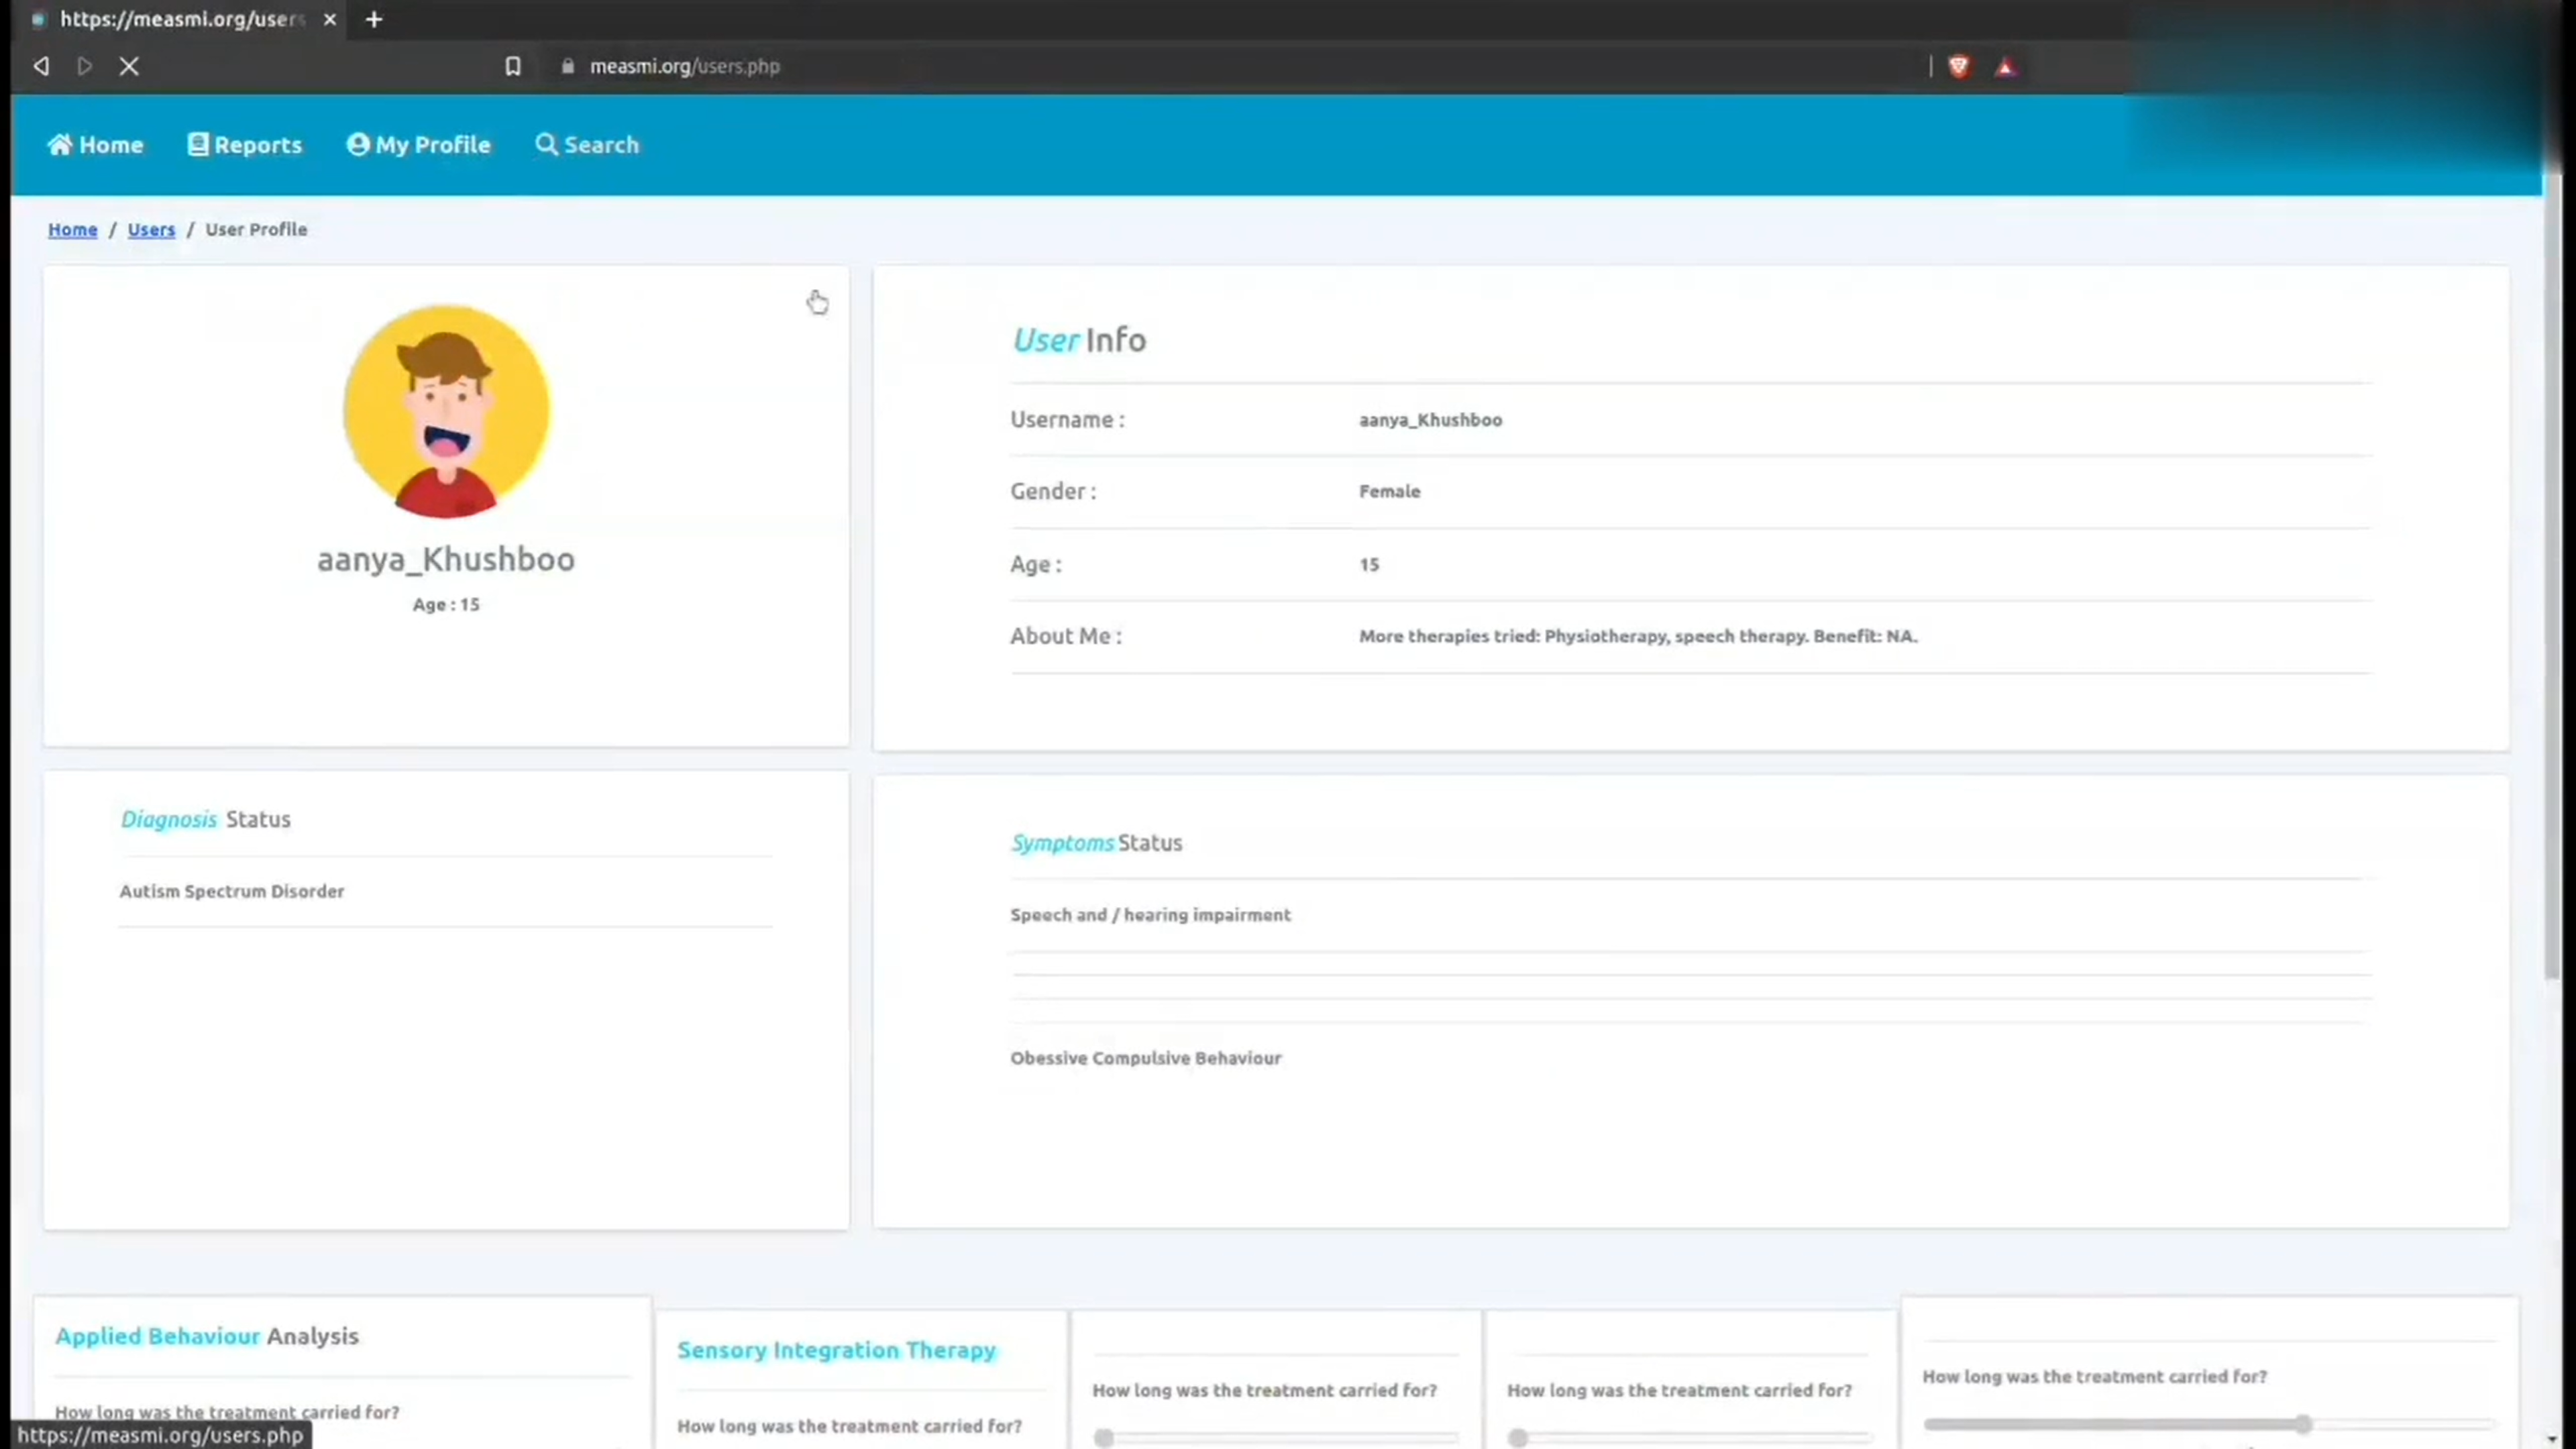 https://measmi.org/users
measmi.org/users.php
Home Reports My Profile Search
Home / Users / User Profile
aanya_Khushboo
Age : 15
User Info
Username : aanya_Khushboo
Gender : Female
Age : 15
About Me : More therapies tried: Physiotherapy, speech therapy. Benefit: NA.
Diagnosis Status
Autism Spectrum Disorder
Symptoms Status
Speech and / hearing impairment
Obessive Compulsive Behaviour
Applied Behaviour Analysis
How long was the treatment carried for?
Sensory Integration Therapy
How long was the treatment carried for?
How long was the treatment carried for?
How long was the treatment carried for?
How long was the treatment carried for?
https://measmi.org/users.php